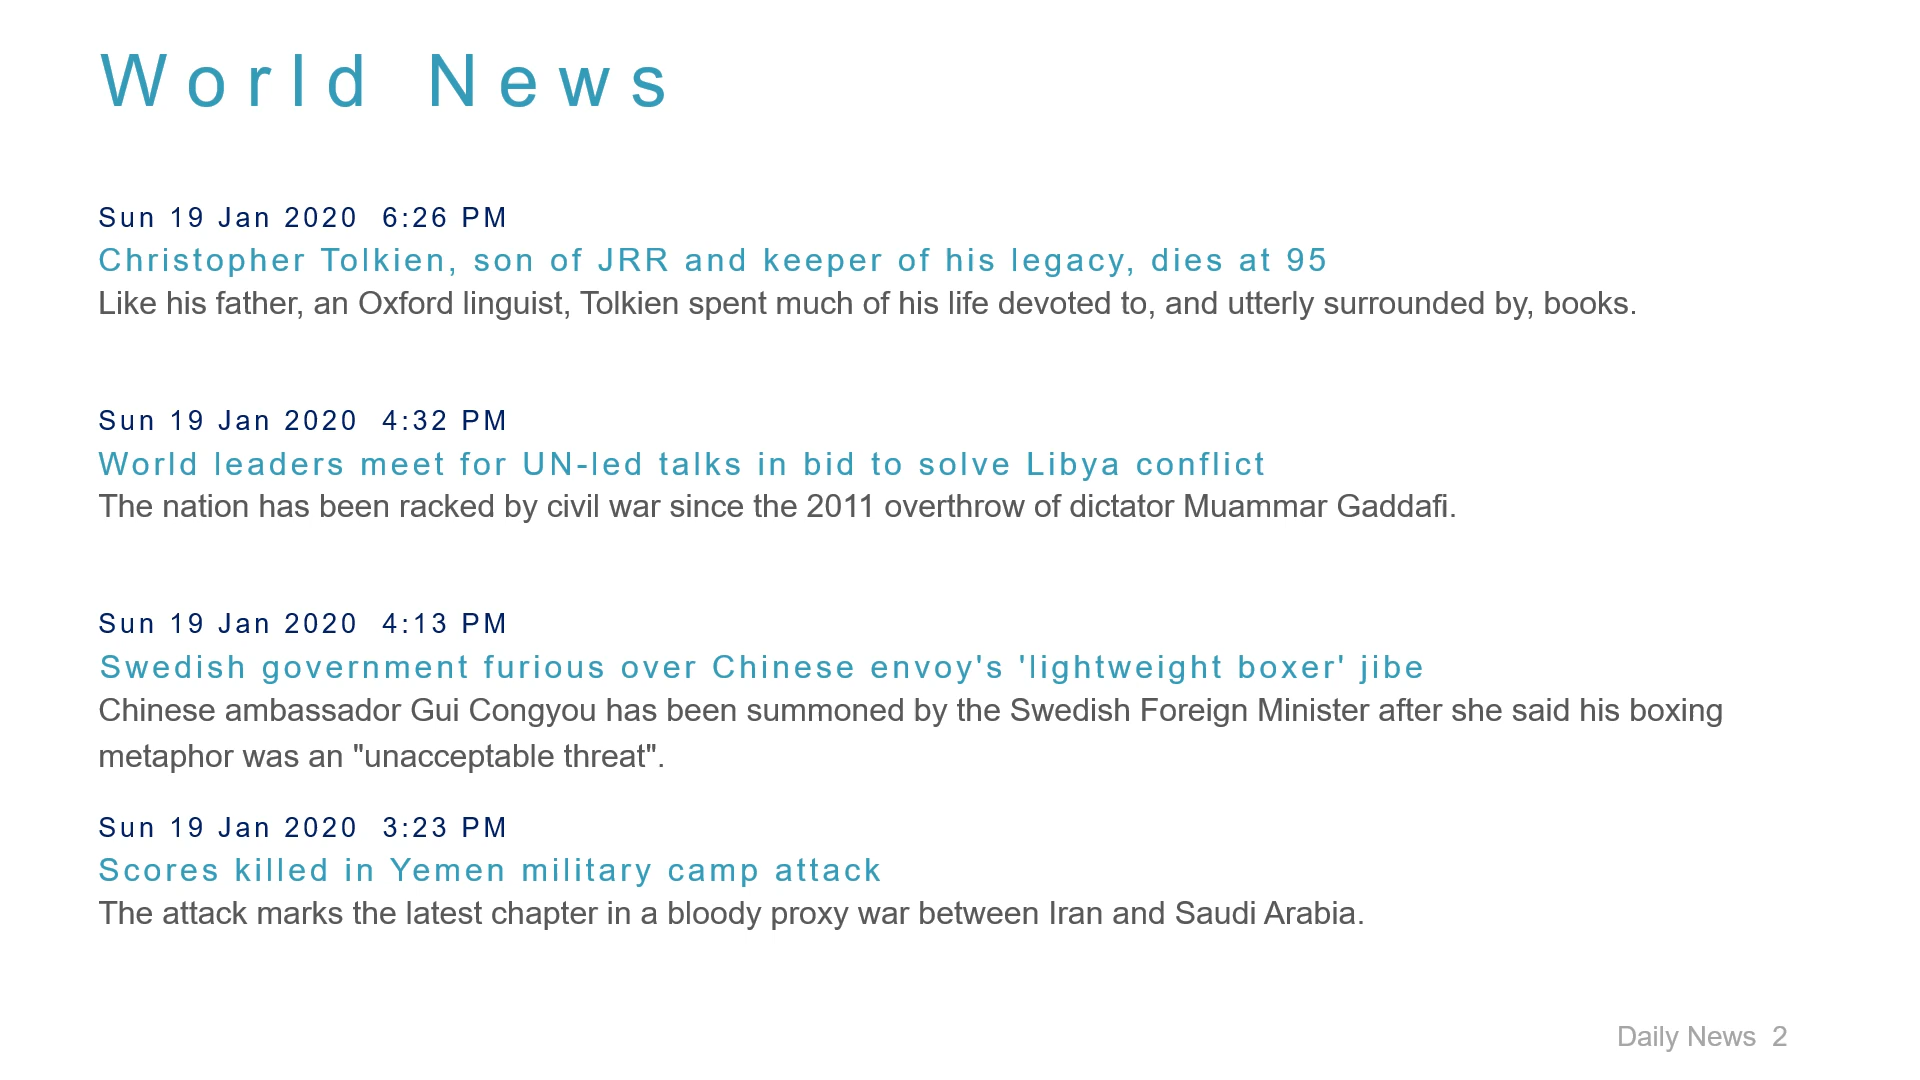 World News
Sun 19 Jan 2020  6:26 PM
Christopher Tolkien, son of JRR and keeper of his legacy, dies at 95
Like his father, an Oxford linguist, Tolkien spent much of his life devoted to, and utterly surrounded by, books.
Sun 19 Jan 2020  4:32 PM
World leaders meet for UN-led talks in bid to solve Libya conflict
The nation has been racked by civil war since the 2011 overthrow of dictator Muammar Gaddafi.
Sun 19 Jan 2020  4:13 PM
Swedish government furious over Chinese envoy's 'lightweight boxer' jibe
Chinese ambassador Gui Congyou has been summoned by the Swedish Foreign Minister after she said his boxing
metaphor was an "unacceptable threat".
Sun 19 Jan 2020  3:23 PM
Scores killed in Yemen military camp attack
The attack marks the latest chapter in a bloody proxy war between Iran and Saudi Arabia.
Daily News  2